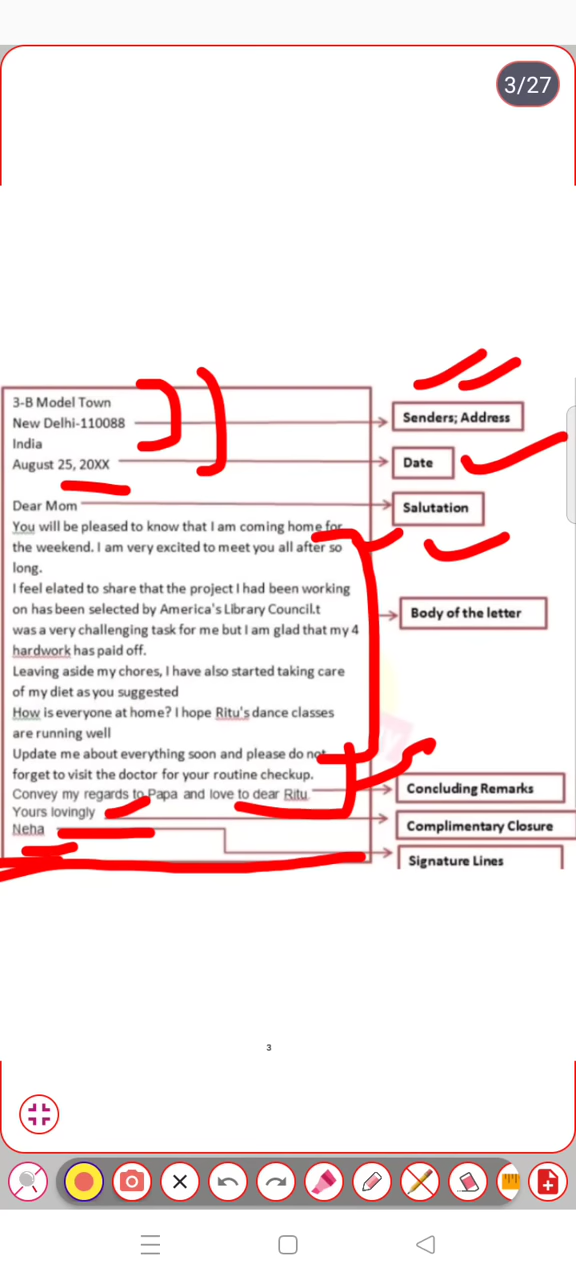 3/27
3-B Model Town
New Delhi-110088
India
August 25, 20XX
Senders; Address
Date
Dear Mom
Salutation
You will be pleased to know that I am coming home for
the weekend. I am very excited to meet you all after so
long.
I feel elated to share that the project I had been working
on has been selected by America's Library Council.t
was a very challenging task for me but I am glad that my 4
hardwork has paid off.
Body of the letter
Leaving aside my chores, I have also started taking care
of my diet as you suggested
How is everyone at home? I hope Ritu's dance classes
are running well
Update me about everything soon and please do not
forget to visit the doctor for your routine checkup.
Convey my regards to Papa and love to dear Ritu
Concluding Remarks
Yours lovingly
Complimentary Closure
Neha
Signature Lines
3